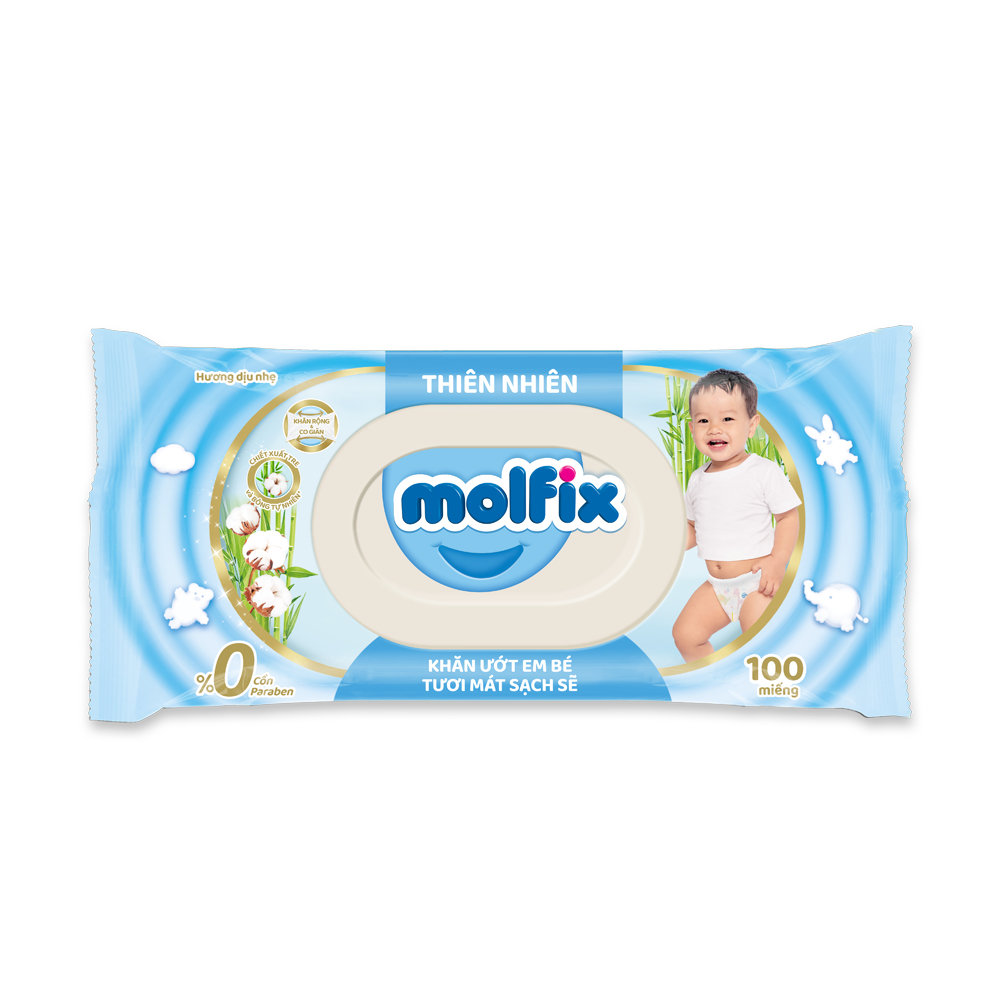 THIÊN NHIÊN
Hương dịu nhẹ
KHĂN RỘNG
&
CO GIÃN
CHIẾT XUẤT TRE
VÀ BÔNG TỰ NHIÊN*
molfix
%0 Cồn
Paraben
KHĂN ƯỚT EM BÉ
TƯƠI MÁT SẠCH SẼ
100
miếng